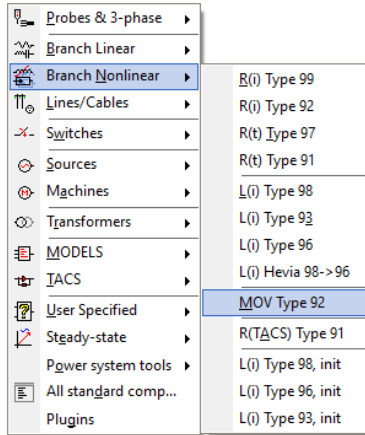 Probes & 3-phase
Branch Linear
Branch Nonlinear
Lines/Cables
Switches
Sources
Machines
Transformers
MODELS
TACS
User Specified
Steady-state
Power system tools
All standard comp...
Plugins
R(i) Type 99
R(i) Type 92
R(t) Type 97
R(t) Type 91
L(i) Type 98
L(i) Type 93
L(i) Type 96
L(i) Hevia 98->96
MOV Type 92
R(TACS) Type 91
L(i) Type 98, init
L(i) Type 96, init
L(i) Type 93, init